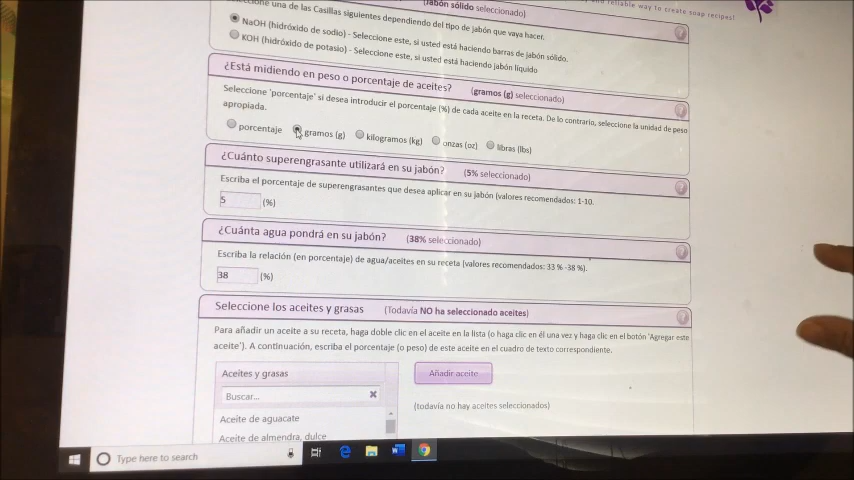 (Jabón sólido seleccionado)
and reliable way to create soap recipes!
una de las Casillas siguientes dependiendo del tipo de jabón que vaya hacer.
NaOH (hidróxido de sodio) - Seleccione este, si usted está haciendo barras de jabón sólido.
KOH (hidróxido de potasio) - Seleccione este, si usted está haciendo jabón líquido
¿Está midiendo en peso o porcentaje de aceites? (gramos (g) seleccionado)
Seleccione 'porcentaje' si desea introducir el porcentaje (%) de cada aceite en la receta. De lo contrario, seleccione la unidad de peso
apropiada.
porcentaje gramos (g) kilogramos (kg) onzas (oz) libras (lbs)
¿Cuánto superengrasante utilizará en su jabón? (5% seleccionado)
Escriba el porcentaje de superengrasantes que desea aplicar en su jabón (valores recomendados: 1-10.
5 (%)
¿Cuánta agua pondrá en su jabón? (38% seleccionado)
Escriba la relación (en porcentaje) de agua/aceites en su receta (valores recomendados: 33 % -38 %).
38 (%)
Seleccione los aceites y grasas (Todavía NO ha seleccionado aceites)
Para añadir un aceite a su receta, haga doble clic en el aceite en la lista (o haga clic en él una vez y haga clic en el botón 'Agregar este
aceite'). A continuación, escriba el porcentaje (o peso) de este aceite en el cuadro de texto correspondiente.
Aceites y grasas
Añadir aceite
Buscar...
(todavía no hay aceites seleccionados)
Aceite de aguacate
Aceite de almendra, dulce
Type here to search